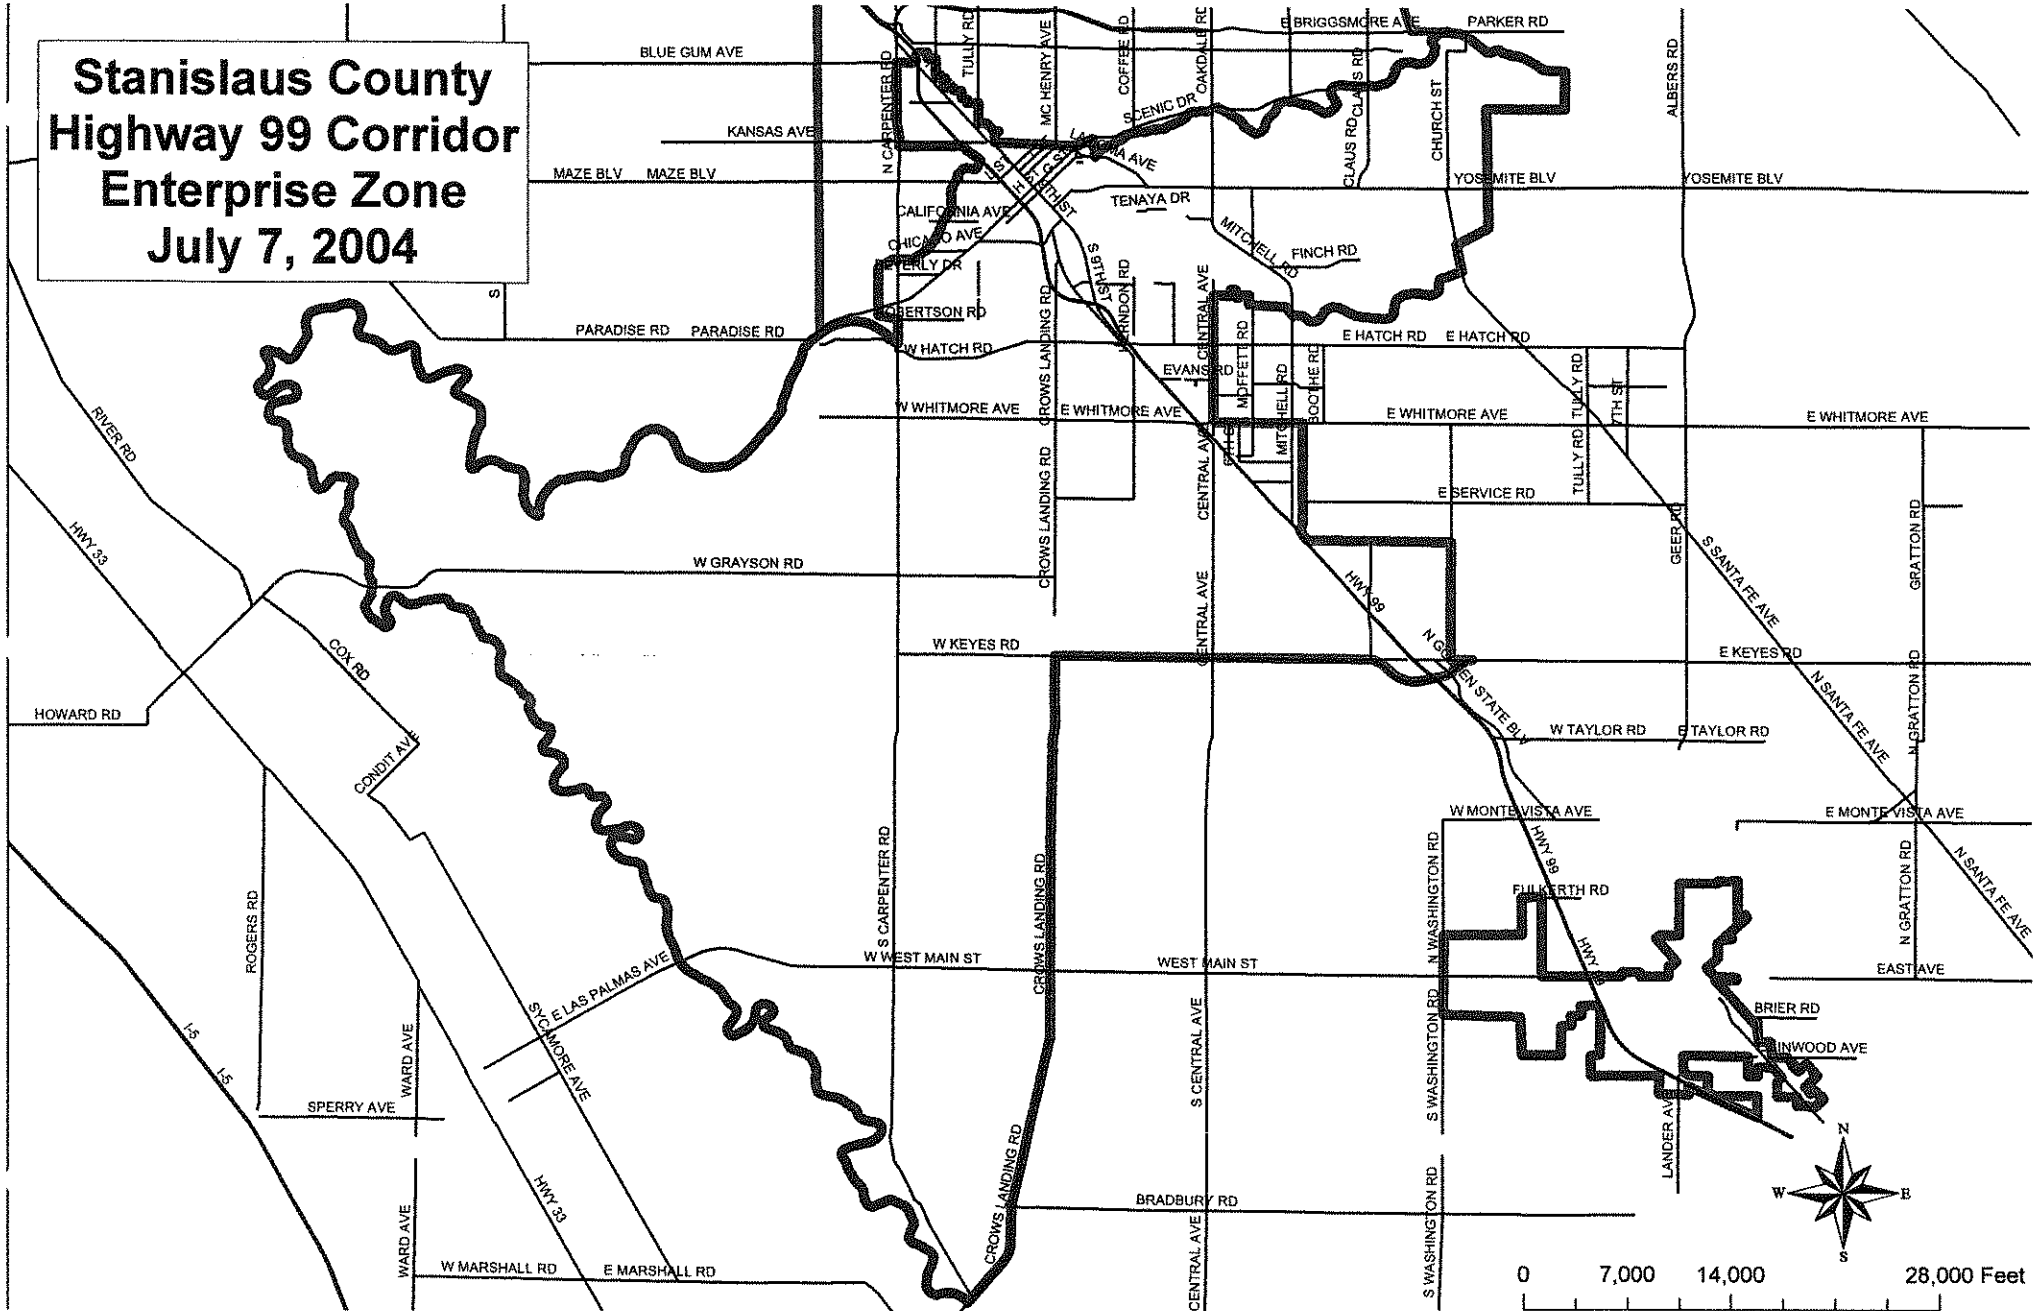 Stanislaus County
Highway 99 Corridor
Enterprise Zone
July 7, 2004
BLUE GUM AVE
KANSAS AVE
MAZE BLV
MAZE BLV
N CARPENTER RD
TULLY RD
MC HENRY AVE
COFFEE RD
OAKDALE RD
E BRIGGSMORE AVE
PARKER RD
CLAUS RD
CLAUS RD
CHURCH ST
ALBERS RD
SCENIC DR
YOSEMITE BLV
YOSEMITE BLV
TENAYA DR
CALIFORNIA AVE
CHICAGO AVE
BEVERLY DR
ROBERTSON RD
S 9TH ST
MITCHELL RD
FINCH RD
S
PARADISE RD
PARADISE RD
W HATCH RD
E HATCH RD
E HATCH RD
CROWS LANDING RD
CENTRAL AVE
EVANS RD
MOFFETT RD
MITCHELL RD
BOOTHE RD
TULLY RD
7TH ST
W WHITMORE AVE
CROWS LANDING RD
E WHITMORE AVE
E WHITMORE AVE
E WHITMORE AVE
TULLY RD
RIVER RD
HWY 33
CROWS LANDING RD
CENTRAL AVE
E SERVICE RD
GEER RD
S SANTA FE AVE
GRATTON RD
W GRAYSON RD
CENTRAL AVE
HWY 99
W KEYES RD
N GOLDEN STATE BLV
E KEYES RD
N SANTA FE AVE
N GRATTON RD
COX RD
HOWARD RD
CONDIT AVE
W TAYLOR RD
E TAYLOR RD
W MONTE VISTA AVE
E MONTE VISTA AVE
HWY 99
FULKERTH RD
N SANTA FE AVE
N GRATTON RD
ROGERS RD
S CARPENTER RD
CROWS LANDING RD
N WASHINGTON RD
E LAS PALMAS AVE
W WEST MAIN ST
WEST MAIN ST
EAST AVE
I-5
I-5
WARD AVE
SYCAMORE AVE
S CENTRAL AVE
S WASHINGTON RD
BRIER RD
SPERRY AVE
LANDER AV
HWY 33
WARD AVE
CROWS LANDING RD
BRADBURY RD
CENTRAL AVE
S WASHINGTON RD
W MARSHALL RD
E MARSHALL RD
N
W
E
S
0
7,000
14,000
28,000 Feet